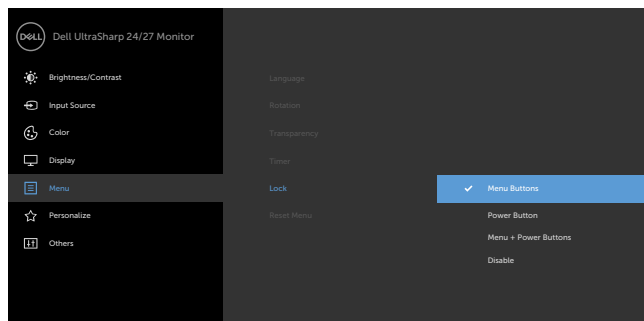 DELL Dell UltraSharp 24/27 Monitor
Brightness/Contrast
Input Source
Color
Display
Menu
Personalize
Others
Language
Rotation
Transparency
Timer
Lock
Reset Menu
Menu Buttons
Power Button
Menu + Power Buttons
Disable